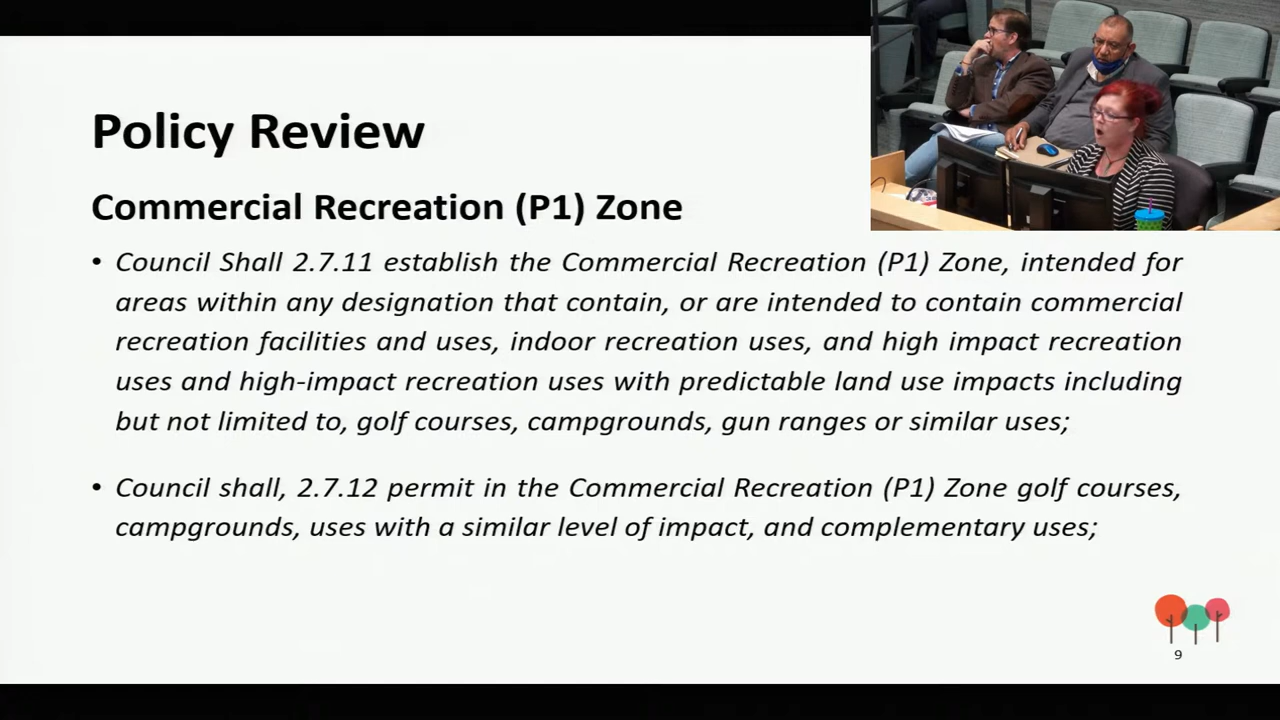 Policy Review
Commercial Recreation (P1) Zone
• Council Shall 2.7.11 establish the Commercial Recreation (P1) Zone, intended for
areas within any designation that contain, or are intended to contain commercial
recreation facilities and uses, indoor recreation uses, and high impact recreation
uses and high-impact recreation uses with predictable land use impacts including
but not limited to, golf courses, campgrounds, gun ranges or similar uses;
• Council shall, 2.7.12 permit in the Commercial Recreation (P1) Zone golf courses,
campgrounds, uses with a similar level of impact, and complementary uses;
9